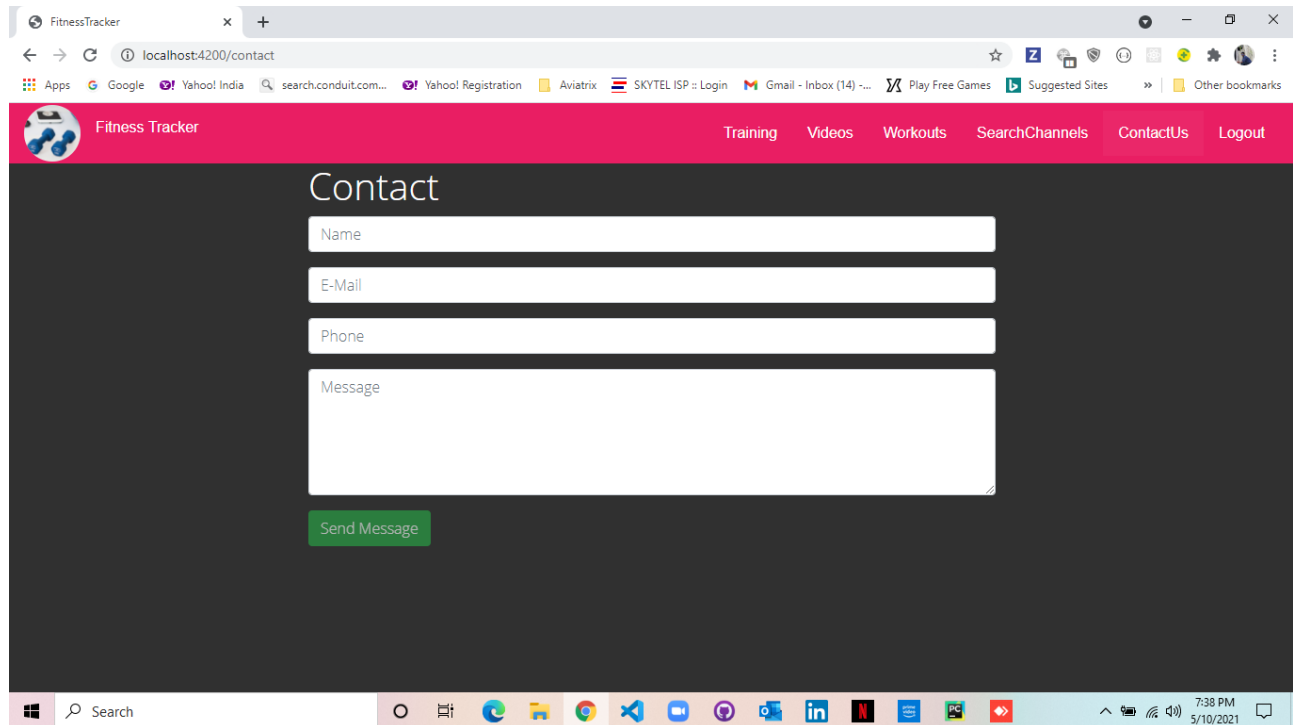 FitnessTracker
localhost:4200/contact
Apps Google Yahoo! India search.conduit.com... Yahoo! Registration Aviatrix SKYTEL ISP :: Login Gmail - Inbox (14) -... Play Free Games Suggested Sites » Other bookmarks
Fitness Tracker Training Videos Workouts SearchChannels ContactUs Logout
Contact
Name
E-Mail
Phone
Message
Send Message
Search
7:38 PM
5/10/2021